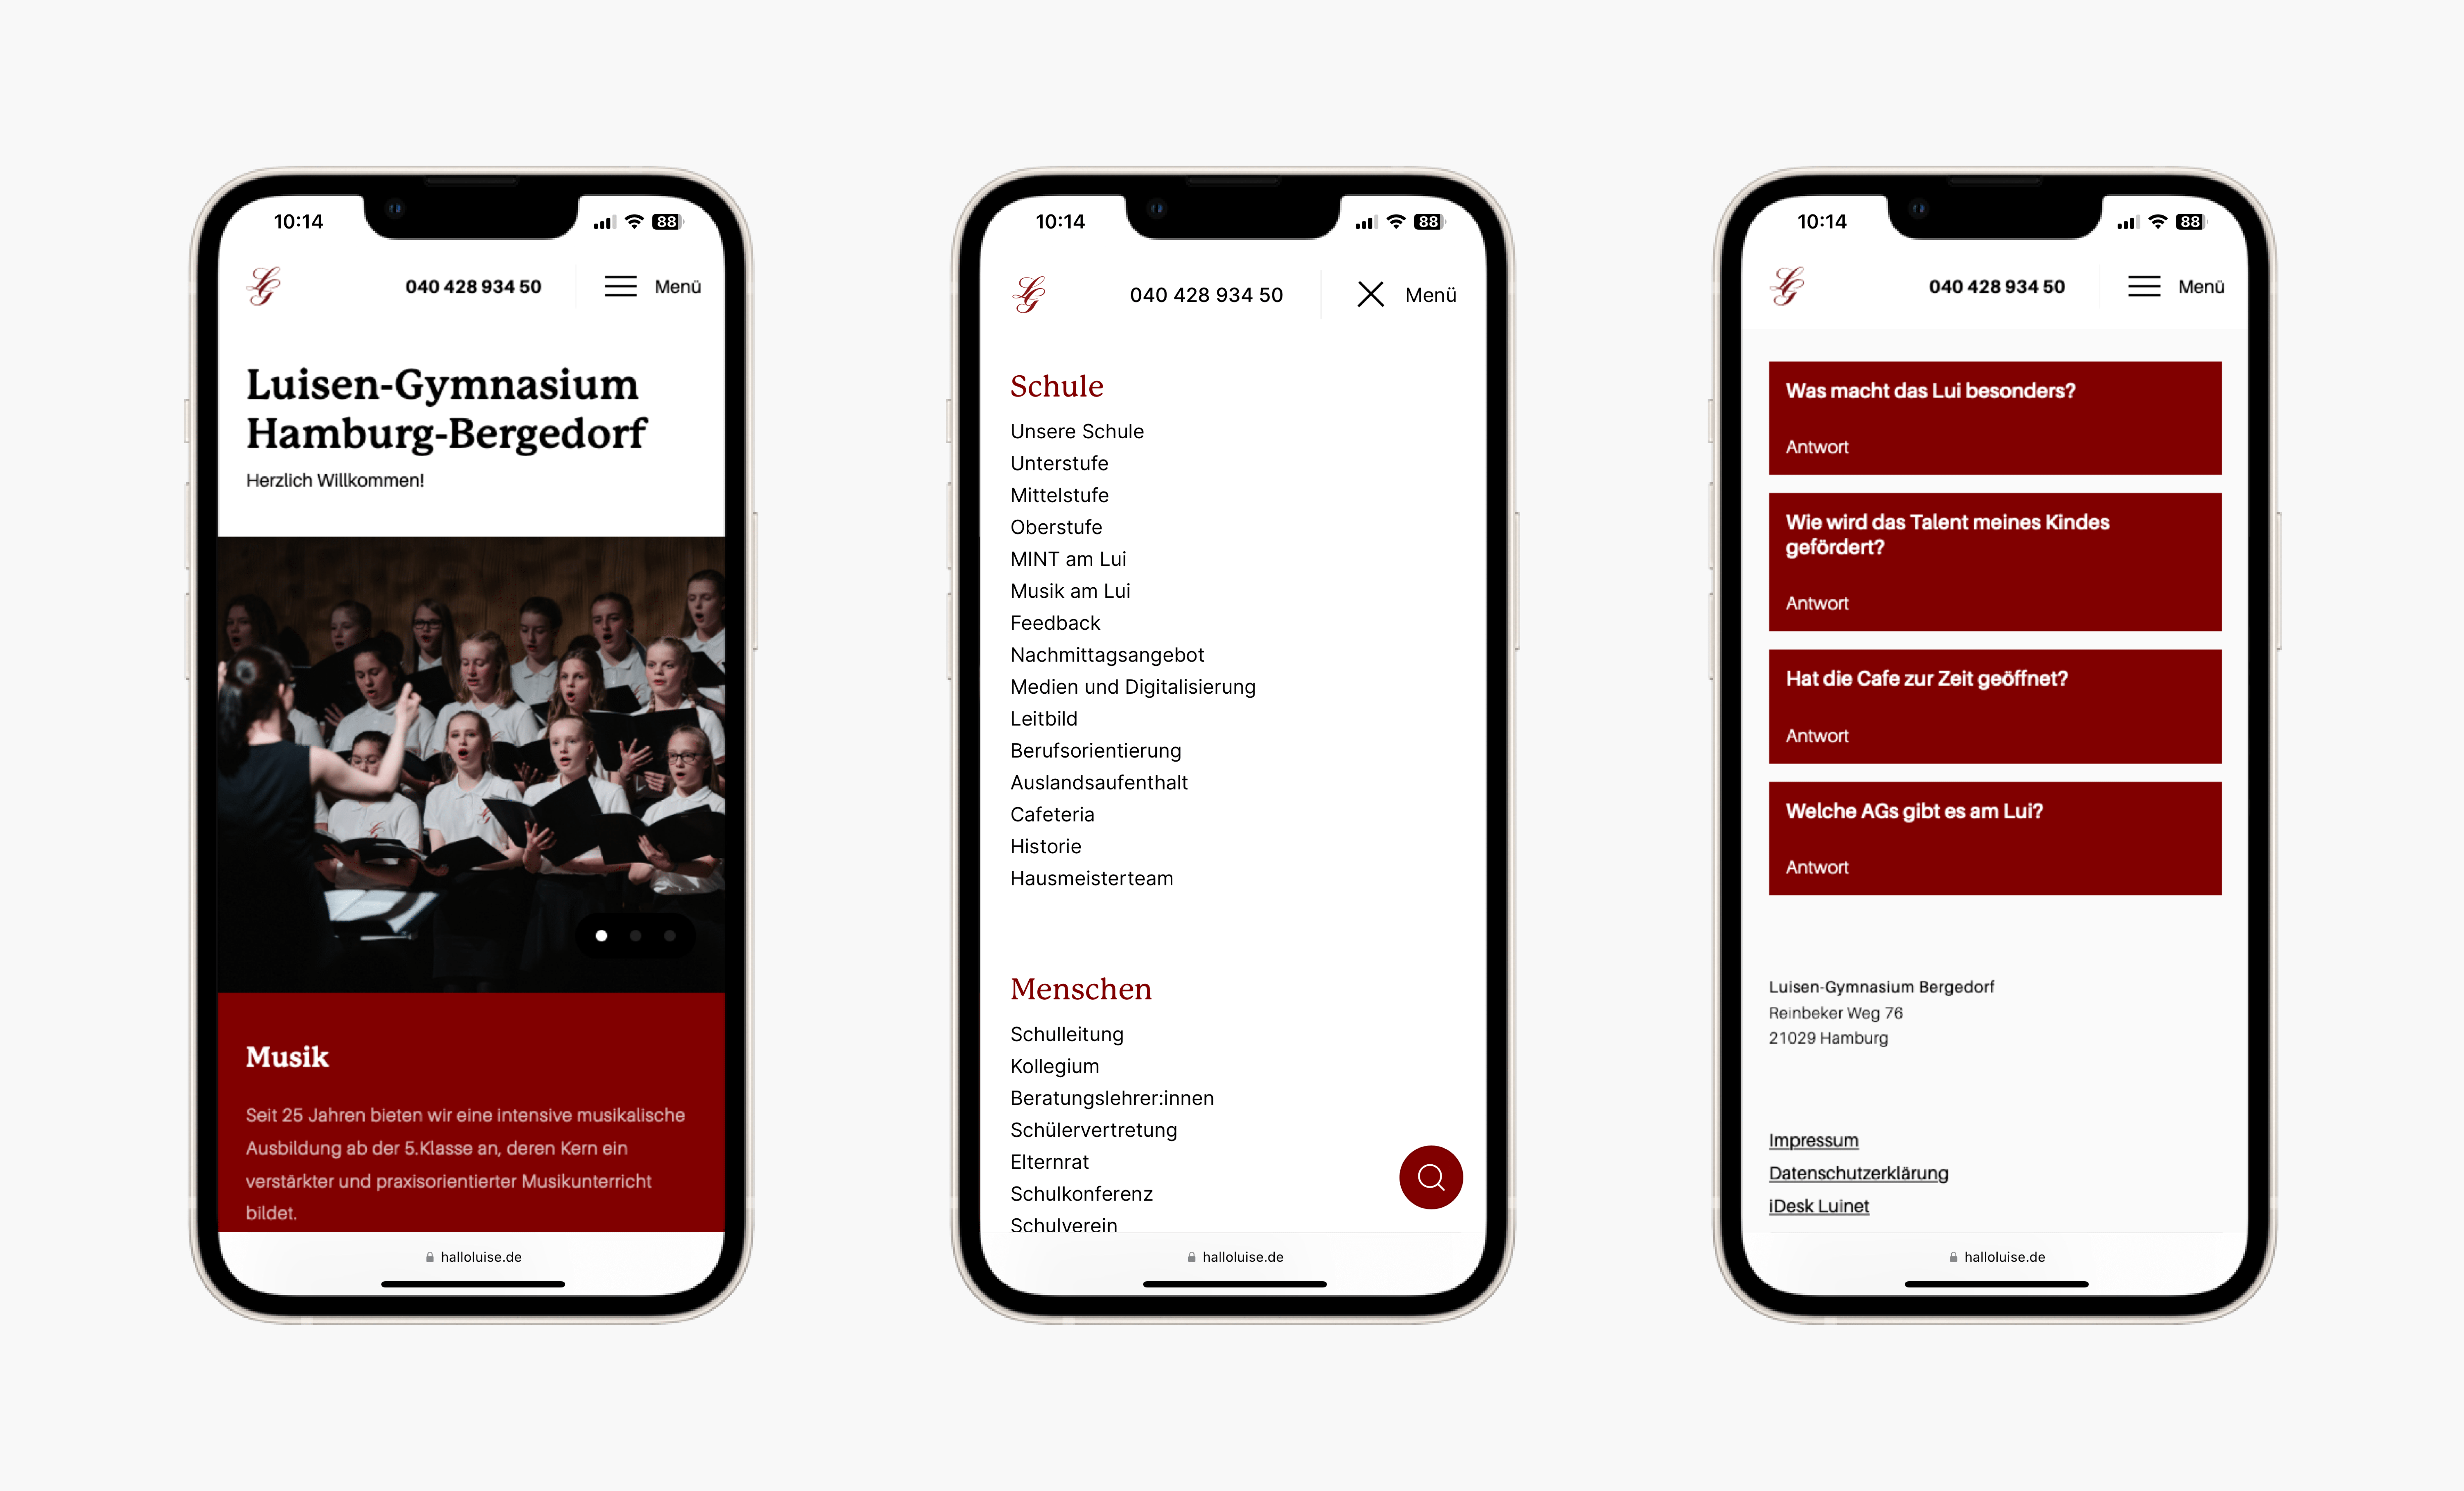 10:14
88
LG
040 428 934 50
Menü
Luisen-Gymnasium
Hamburg-Bergedorf
Herzlich Willkommen!
Musik
Seit 25 Jahren bieten wir eine intensive musikalische
Ausbildung ab der 5.Klasse an, deren Kern ein
verstärkter und praxisorientierter Musikunterricht
bildet.
halloluise.de
10:14
88
LG
040 428 934 50
Menü
Schule
Unsere Schule
Unterstufe
Mittelstufe
Oberstufe
MINT am Lui
Musik am Lui
Feedback
Nachmittagsangebot
Medien und Digitalisierung
Leitbild
Berufsorientierung
Auslandsaufenthalt
Cafeteria
Historie
Hausmeisterteam
Menschen
Schulleitung
Kollegium
Beratungslehrer:innen
Schülervertretung
Elternrat
Schulkonferenz
Schulverein
halloluise.de
10:14
88
LG
040 428 934 50
Menü
Was macht das Lui besonders?
Antwort
Wie wird das Talent meines Kindes
gefördert?
Antwort
Hat die Cafe zur Zeit geöffnet?
Antwort
Welche AGs gibt es am Lui?
Antwort
Luisen-Gymnasium Bergedorf
Reinbeker Weg 76
21029 Hamburg
Impressum
Datenschutzerklärung
iDesk Luinet
halloluise.de